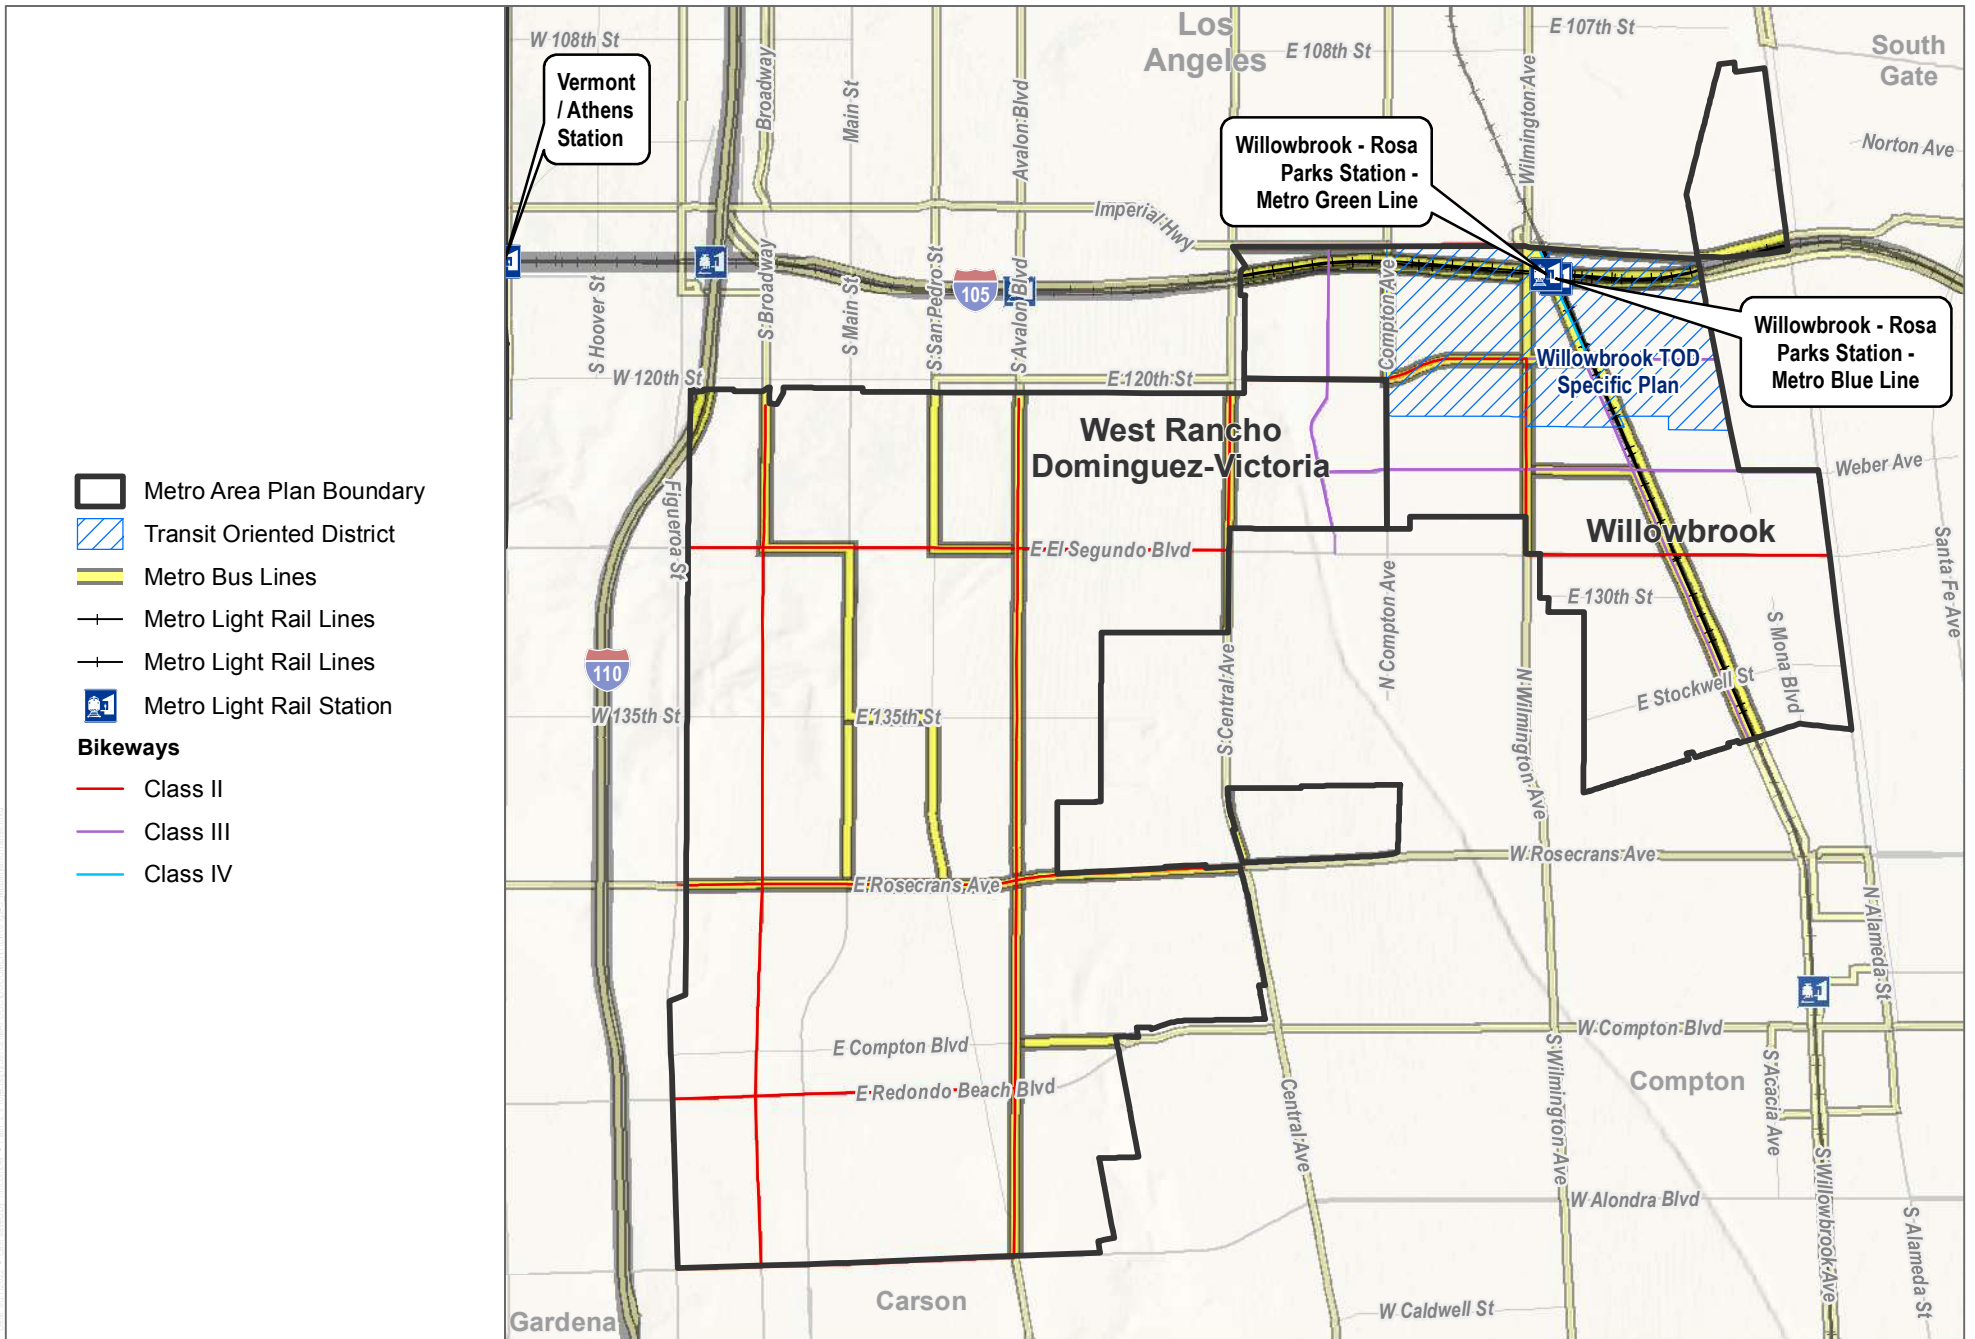 Metro Area Plan Boundary
Transit Oriented District
Metro Bus Lines
Metro Light Rail Lines
Metro Light Rail Lines
Metro Light Rail Station
Bikeways
Class II
Class III
Class IV
W 108th St
Vermont
/ Athens
Station
Broadway
Main St
Avalon Blvd
Los
Angeles
E 108th St
E 107th St
Wilmington Ave
South
Gate
Norton Ave
Willowbrook - Rosa
Parks Station -
Metro Green Line
Imperial Hwy
S Hoover St
S Broadway
S Main St
S San Pedro St
105
S Avalon Blvd
Compton Ave
Willowbrook - Rosa
Parks Station -
Metro Blue Line
Willowbrook TOD
Specific Plan
W 120th St
E 120th St
West Rancho
Dominguez-Victoria
Weber Ave
Figueroa St
E El Segundo Blvd
Willowbrook
Santa Fe Ave
E 130th St
N Compton Ave
S Mona Blvd
110
W 135th St
E 135th St
S Central Ave
N Wilmington Ave
E Stockwell St
W Rosecrans Ave
E Rosecrans Ave
N Alameda St
E Compton Blvd
W Compton Blvd
E Redondo Beach Blvd
Compton
Central Ave
S Wilmington Ave
S Acacia Ave
S Willowbrook Ave
W Alondra Blvd
S Alameda St
Carson
Gardena
W Caldwell St